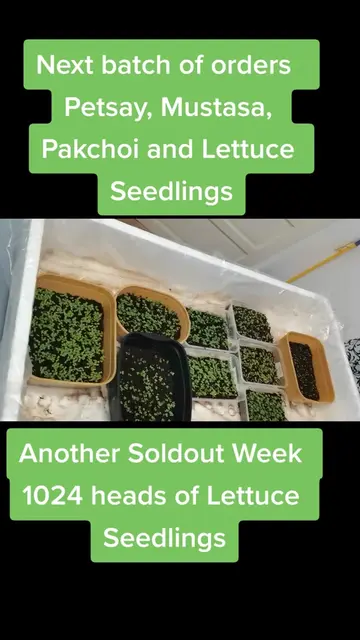 Next batch of orders
Petsay, Mustasa,
Pakchoi and Lettuce
Seedlings
Another Soldout Week
1024 heads of Lettuce
Seedlings